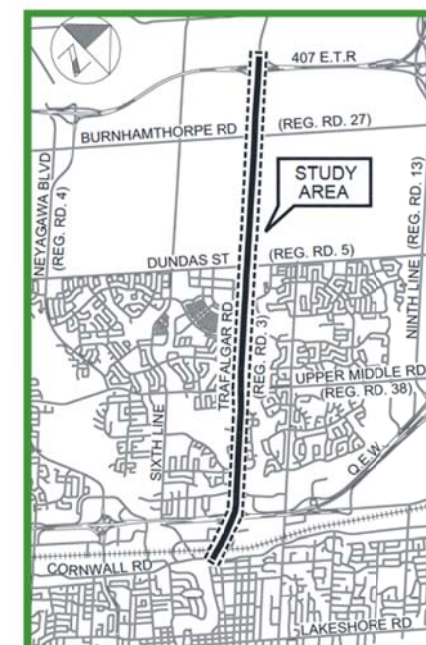 407 E.T.R
BURNHAMTHORPE RD
(REG. RD. 27)
NEYAGAWA BLVD
(REG. RD. 4)
STUDY
AREA
NINTH LINE
(REG. RD. 13)
DUNDAS ST
(REG. RD. 5)
TRAFALGAR RD
(REG. RD. 3)
UPPER MIDDLE RD
(REG. RD. 38)
SIXTH LINE
Q.E.W.
CORNWALL RD
LAKESHORE RD